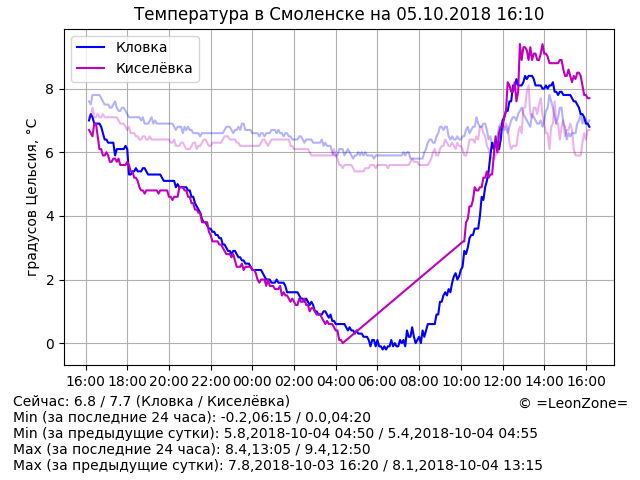 Температура в Смоленске на 05.10.2018 16:10
Кловка
Киселёвка
градусов Цельсия, °C
8
6
4
2
0
16:00 18:00 20:00 22:00 00:00 02:00 04:00 06:00 08:00 10:00 12:00 14:00 16:00
Сейчас: 6.8 / 7.7 (Кловка / Киселёвка)
© =LeonZone=
Min (за последние 24 часа): -0.2,06:15 / 0.0,04:20
Min (за предыдущие сутки): 5.8,2018-10-04 04:50 / 5.4,2018-10-04 04:55
Max (за последние 24 часа): 8.4,13:05 / 9.4,12:50
Max (за предыдущие сутки): 7.8,2018-10-03 16:20 / 8.1,2018-10-04 13:15